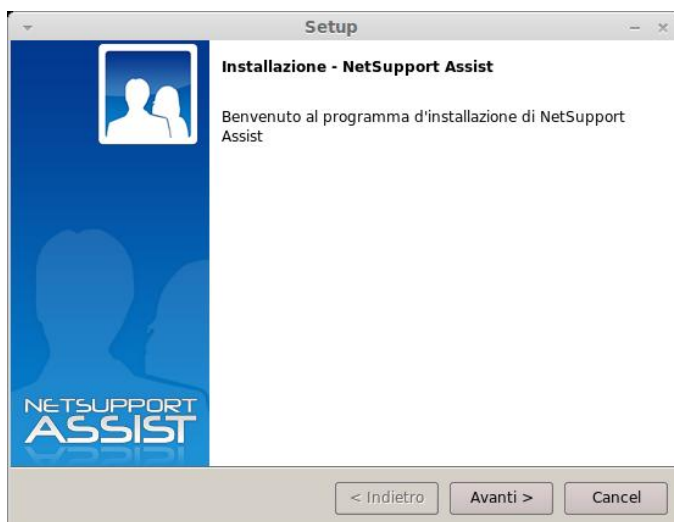 Setup
Installazione - NetSupport Assist
Benvenuto al programma d'installazione di NetSupport
Assist
NETSUPPORT
ASSIST
< Indietro
Avanti >
Cancel